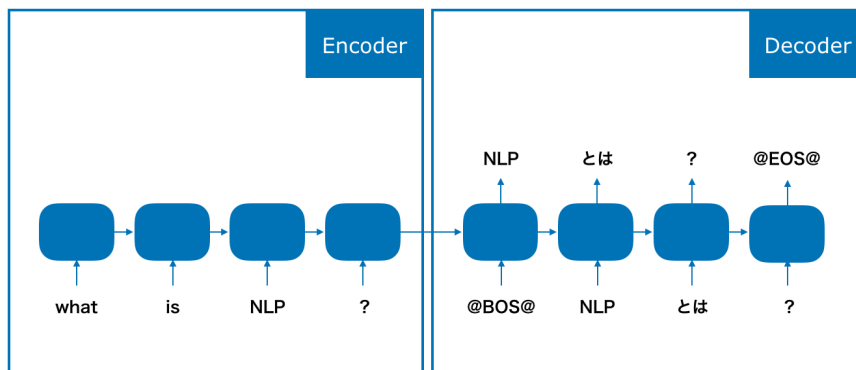 Encoder
Decoder
NLP とは ? @EOS@
what is NLP ?
@BOS@ NLP とは ?